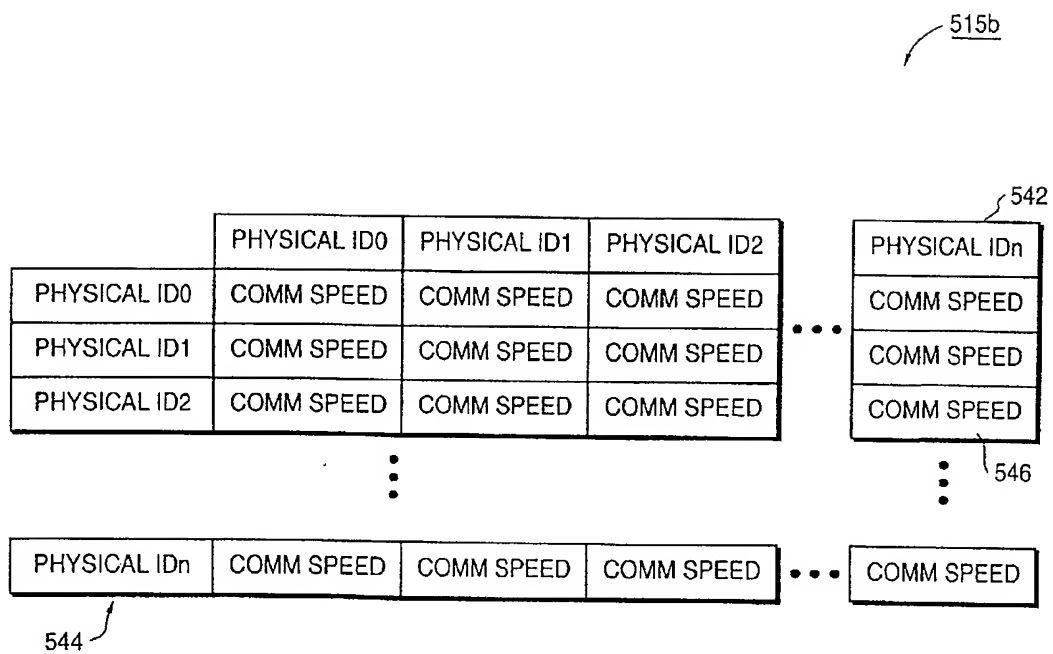 515b
542
PHYSICAL ID0 PHYSICAL ID1 PHYSICAL ID2 PHYSICAL IDn
PHYSICAL ID0 COMM SPEED COMM SPEED COMM SPEED COMM SPEED
PHYSICAL ID1 COMM SPEED COMM SPEED COMM SPEED COMM SPEED
PHYSICAL ID2 COMM SPEED COMM SPEED COMM SPEED COMM SPEED
546
PHYSICAL IDn COMM SPEED COMM SPEED COMM SPEED COMM SPEED
544